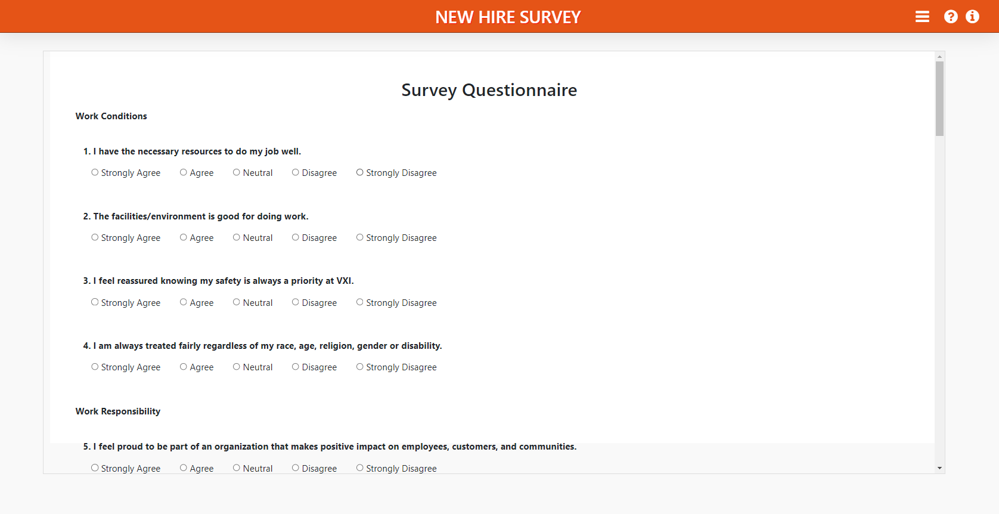 NEW HIRE SURVEY
Survey Questionnaire
Work Conditions
1. I have the necessary resources to do my job well.
Strongly Agree Agree Neutral Disagree Strongly Disagree
2. The facilities/environment is good for doing work.
Strongly Agree Agree Neutral Disagree Strongly Disagree
3. I feel reassured knowing my safety is always a priority at VXI.
Strongly Agree Agree Neutral Disagree Strongly Disagree
4. I am always treated fairly regardless of my race, age, religion, gender or disability.
Strongly Agree Agree Neutral Disagree Strongly Disagree
Work Responsibility
5. I feel proud to be part of an organization that makes positive impact on employees, customers, and communities.
Strongly Agree Agree Neutral Disagree Strongly Disagree